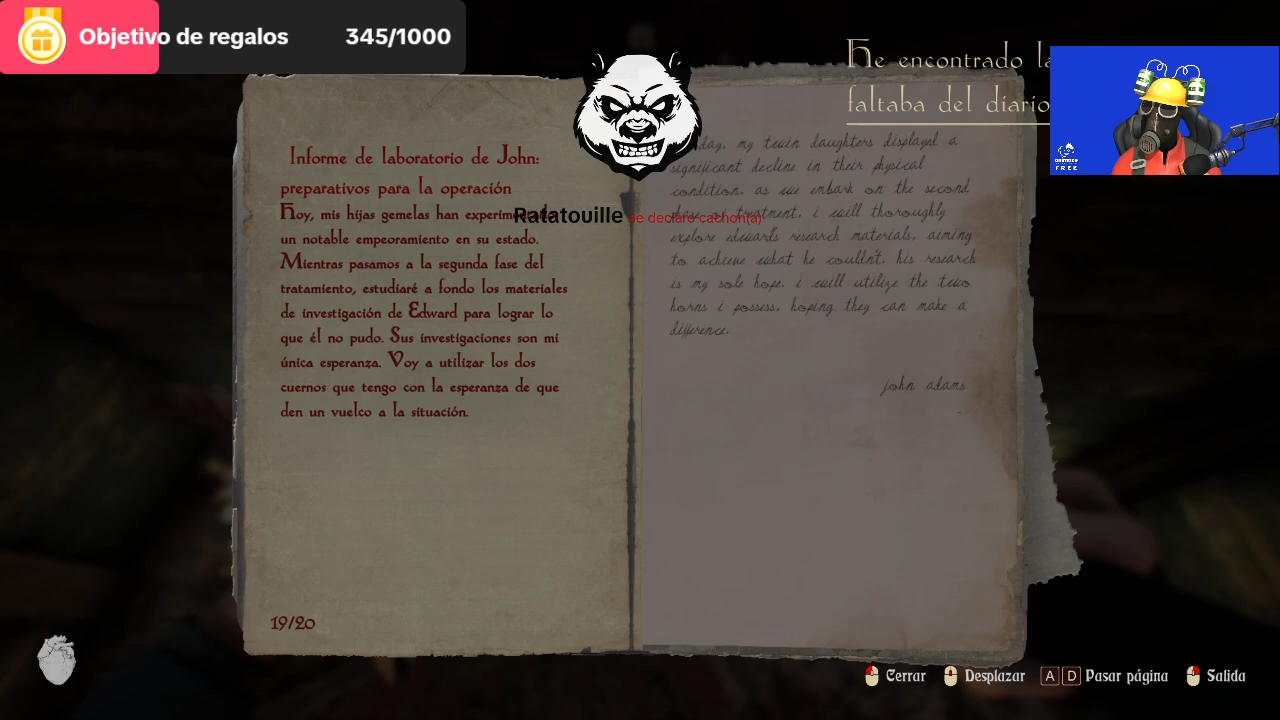 Objetivo de regalos 345/1000
He encontrado la
faltaba del diario
Informe de laboratorio de John:
preparativos para la operación
Hoy, mis hijas gemelas han experimentado
un notable empeoramiento en su estado.
Mientras pasamos a la segunda fase del
tratamiento, estudiaré a fondo los materiales
de investigación de Edward para lograr lo
que él no pudo. Sus investigaciones son mi
única esperanza. Voy a utilizar los dos
cuernos que tengo con la esperanza de que
den un vuelco a la situación.
19/20
Ratatouille se declaró cachond(a)
my twin daughters displayed a
significant decline in their physical
condition. as we embark on the second
of treatment, i will thoroughly
explore edward's research materials, aiming
to achieve what he couldn't. his research
is my sole hope. i will utilize the two
horns i possess, hoping they can make a
difference.
john adams
animaze
FREE
Cerrar
Desplazar
A D Pasar página
Salida